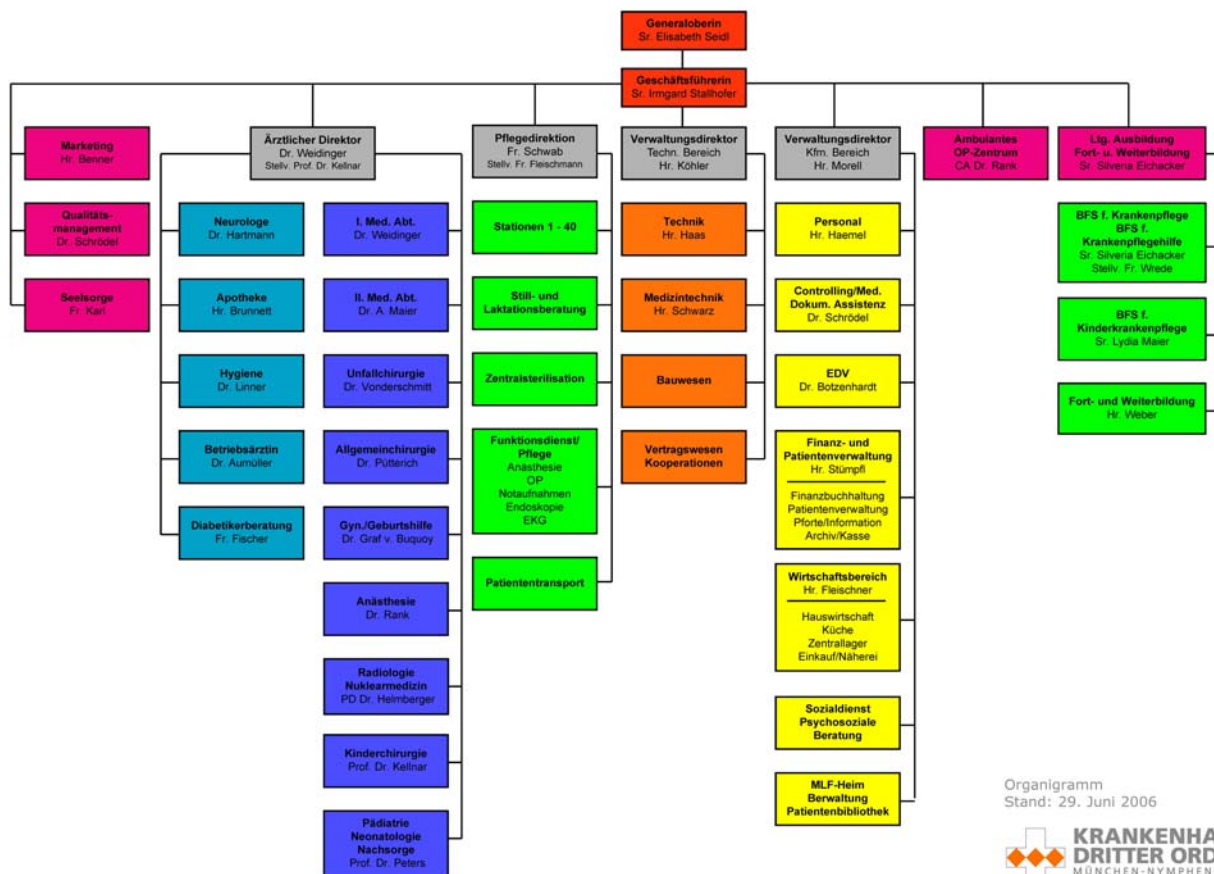 Generaloberin
Sr. Elisabeth Seidl
Geschäftsführerin
Sr. Irmgard Stallhofer
Marketing
Hr. Benner
Qualitäts-
management
Dr. Schrödel
Seelsorge
Fr. Karl
Ärztlicher Direktor
Dr. Weidinger
Stellv. Prof. Dr. Kellnar
Neurologe
Dr. Hartmann
Apotheke
Hr. Brunnett
Hygiene
Dr. Linner
Betriebsärztin
Dr. Aumüller
Diabetikerberatung
Fr. Fischer
I. Med. Abt.
Dr. Weidinger
II. Med. Abt.
Dr. A. Maier
Unfallchirurgie
Dr. Vonderschmitt
Allgemeinchirurgie
Dr. Pütterich
Gyn./Geburtshilfe
Dr. Graf v. Buquoy
Anästhesie
Dr. Rank
Radiologie
Nuklearmedizin
PD Dr. Helmberger
Kinderchirurgie
Prof. Dr. Kellnar
Pädiatrie
Neonatologie
Nachsorge
Prof. Dr. Peters
Pflegedirektion
Fr. Schwab
Stellv. Fr. Fleischmann
Stationen 1 - 40
Still- und
Laktationsberatung
Zentralsterilisation
Funktionsdienst/
Pflege
Anästhesie
OP
Notaufnahmen
Endoskopie
EKG
Patiententransport
Verwaltungsdirektor
Techn. Bereich
Hr. Köhler
Technik
Hr. Haas
Medizintechnik
Hr. Schwarz
Bauwesen
Vertragswesen
Kooperationen
Verwaltungsdirektor
Kfm. Bereich
Hr. Morell
Personal
Hr. Haemel
Controlling/Med.
Dokum. Assistenz
Dr. Schrödel
EDV
Dr. Botzenhardt
Finanz- und
Patientenverwaltung
Hr. Stümpfl
Finanzbuchhaltung
Patientenverwaltung
Pforte/Information
Archiv/Kasse
Wirtschaftsbereich
Hr. Fleischner
Hauswirtschaft
Küche
Zentrallager
Einkauf/Näherei
Sozialdienst
Psychosoziale
Beratung
MLF-Heim
Berwaltung
Patientenbibliothek
Ambulantes
OP-Zentrum
CA Dr. Rank
Ltg. Ausbildung
Fort- u. Weiterbildung
Sr. Silveria Eichacker
BFS f. Krankenpflege
BFS f.
Krankenpflegehilfe
Sr. Silveria Eichacker
Stellv. Fr. Wrede
BFS f.
Kinderkrankenpflege
Sr. Lydia Maier
Fort- und Weiterbildung
Hr. Weber
Organigramm
Stand: 29. Juni 2006
KRANKENHA
DRITTER ORD
MÜNCHEN-NYMPHEN